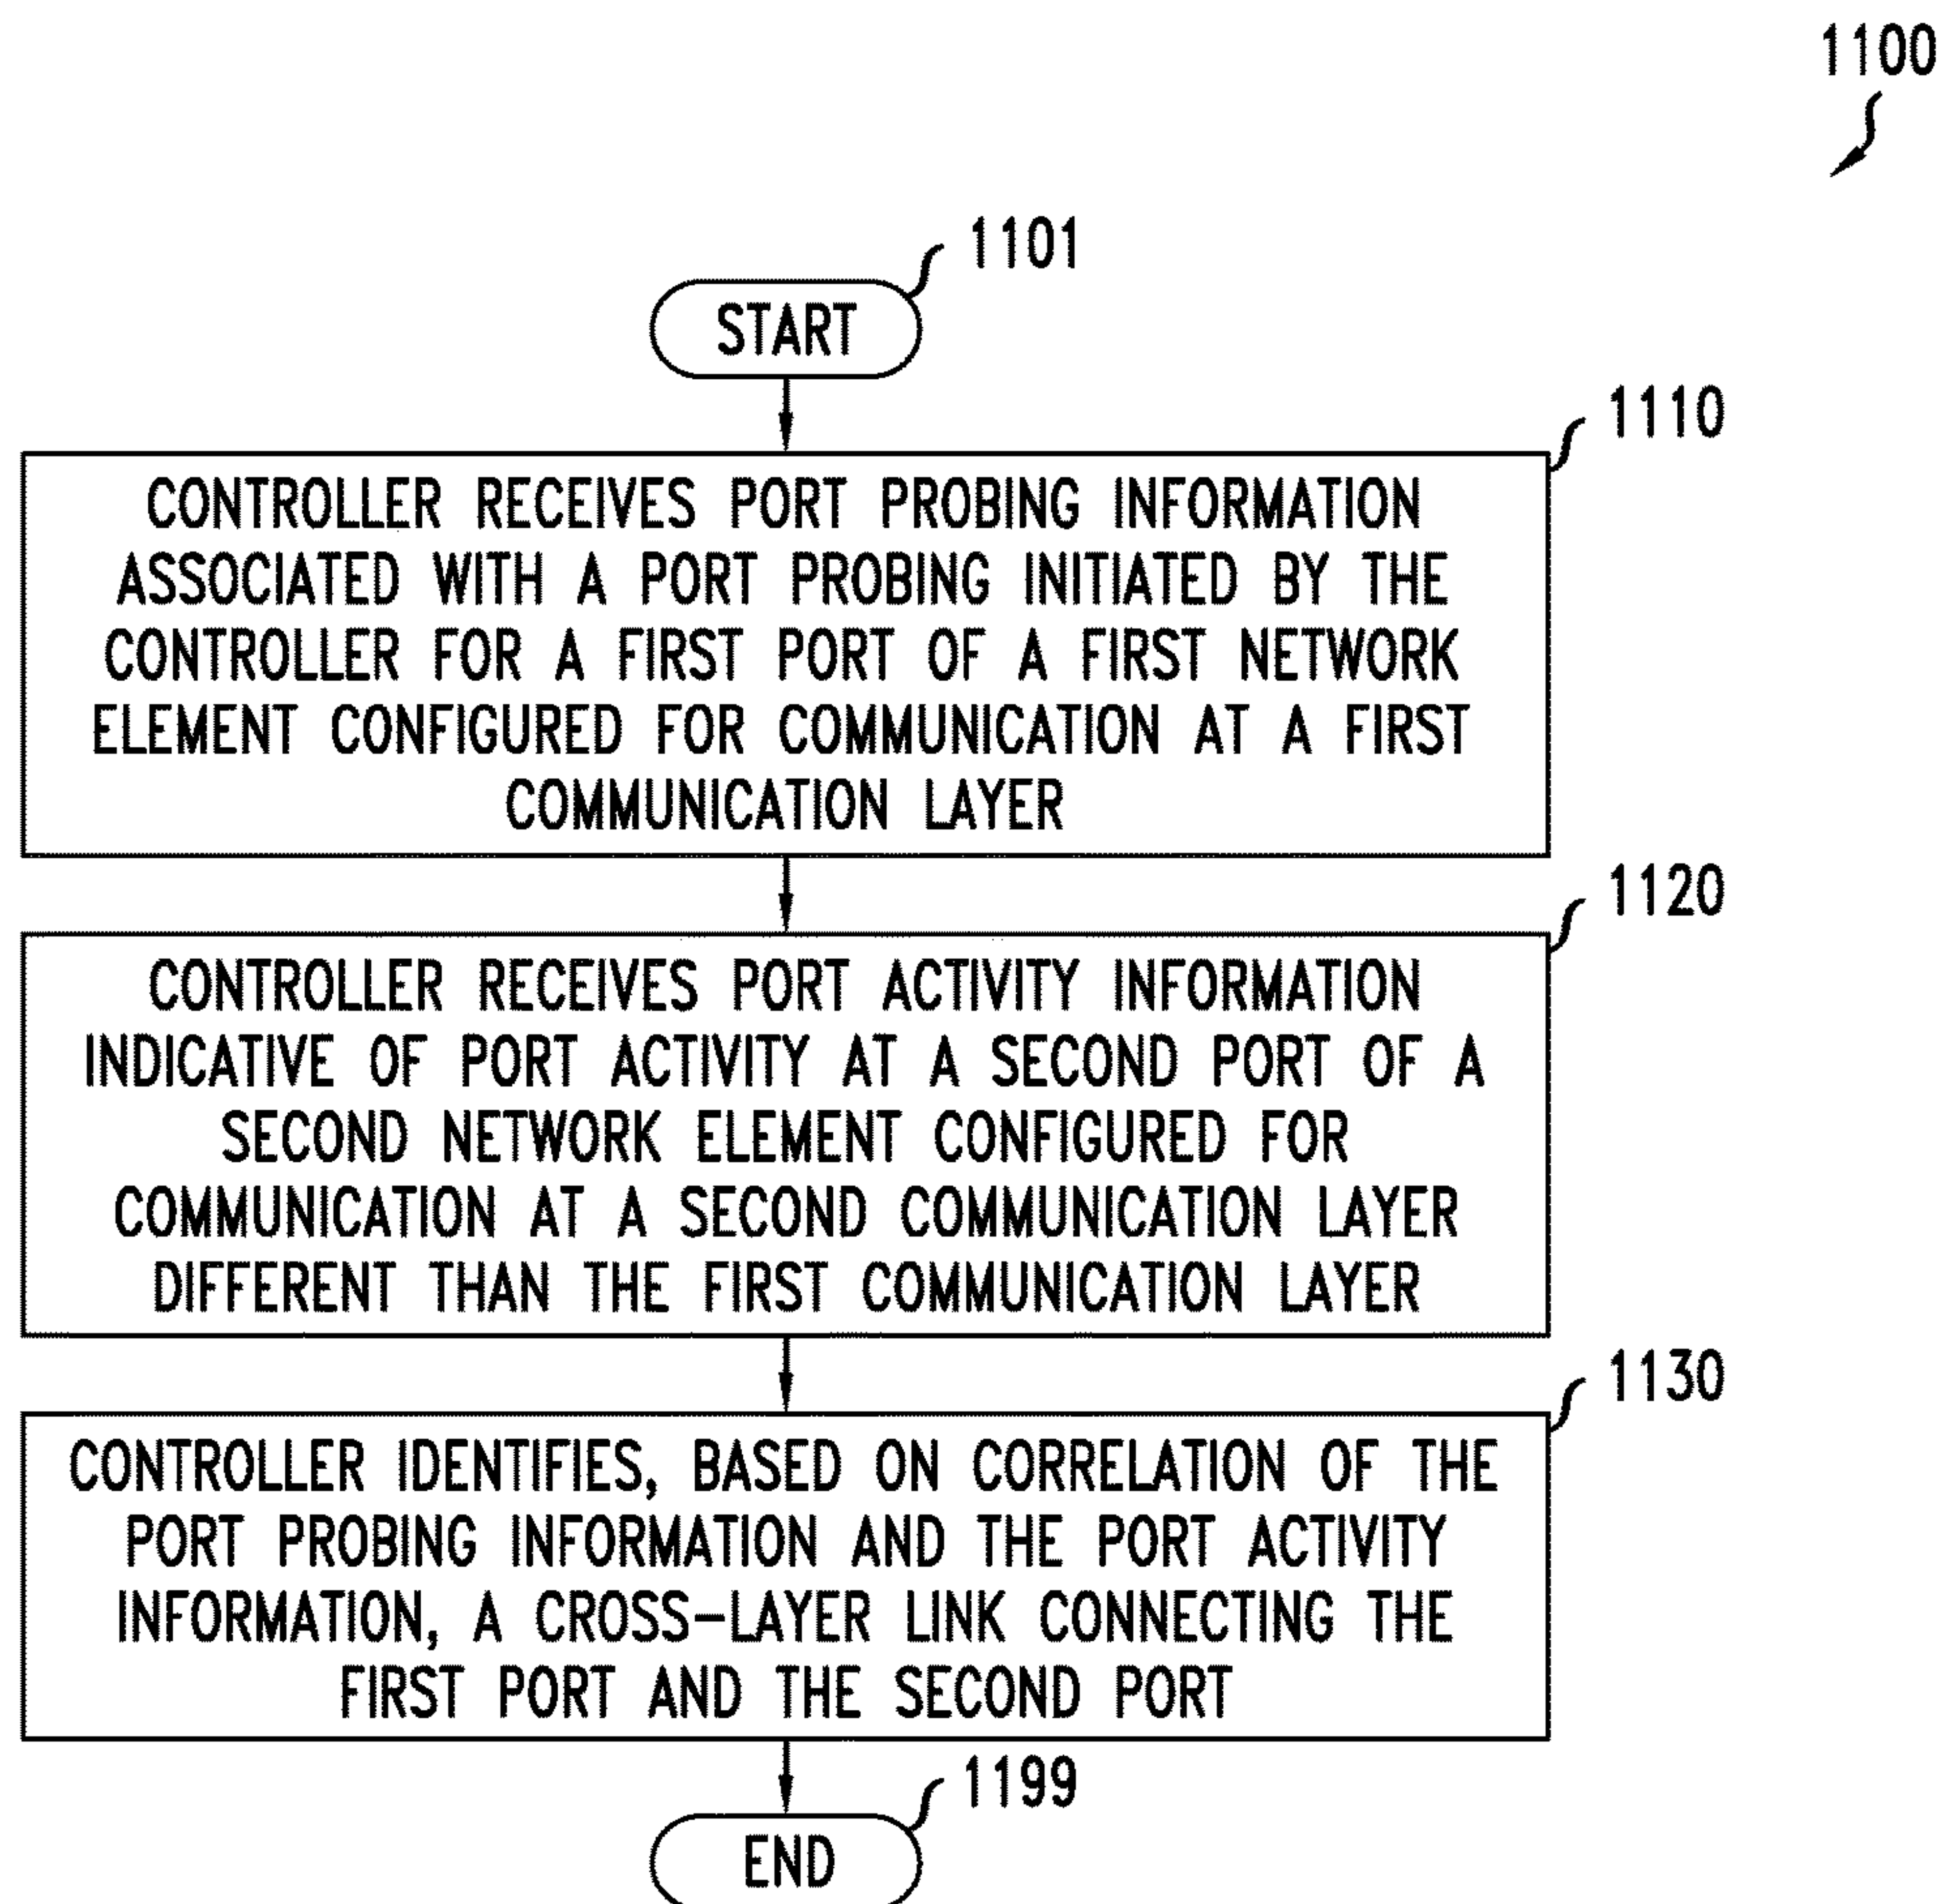 1100
1101
START
1110
CONTROLLER RECEIVES PORT PROBING INFORMATION
ASSOCIATED WITH A PORT PROBING INITIATED BY THE
CONTROLLER FOR A FIRST PORT OF A FIRST NETWORK
ELEMENT CONFIGURED FOR COMMUNICATION AT A FIRST
COMMUNICATION LAYER
1120
CONTROLLER RECEIVES PORT ACTIVITY INFORMATION
INDICATIVE OF PORT ACTIVITY AT A SECOND PORT OF A
SECOND NETWORK ELEMENT CONFIGURED FOR
COMMUNICATION AT A SECOND COMMUNICATION LAYER
DIFFERENT THAN THE FIRST COMMUNICATION LAYER
1130
CONTROLLER IDENTIFIES, BASED ON CORRELATION OF THE
PORT PROBING INFORMATION AND THE PORT ACTIVITY
INFORMATION, A CROSS-LAYER LINK CONNECTING THE
FIRST PORT AND THE SECOND PORT
1199
END